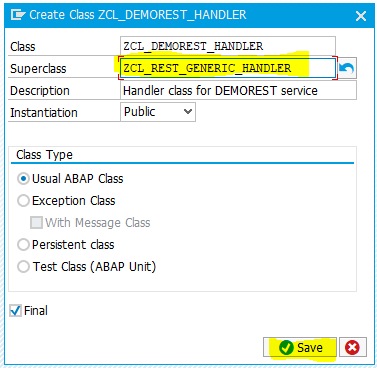 Create Class ZCL_DEMOREST_HANDLER
Class ZCL_DEMOREST_HANDLER
Superclass ZCL_REST_GENERIC_HANDLER
Description Handler class for DEMOREST service
Instantiation Public
Class Type
Usual ABAP Class
Exception Class
With Message Class
Persistent class
Test Class (ABAP Unit)
Final
Save